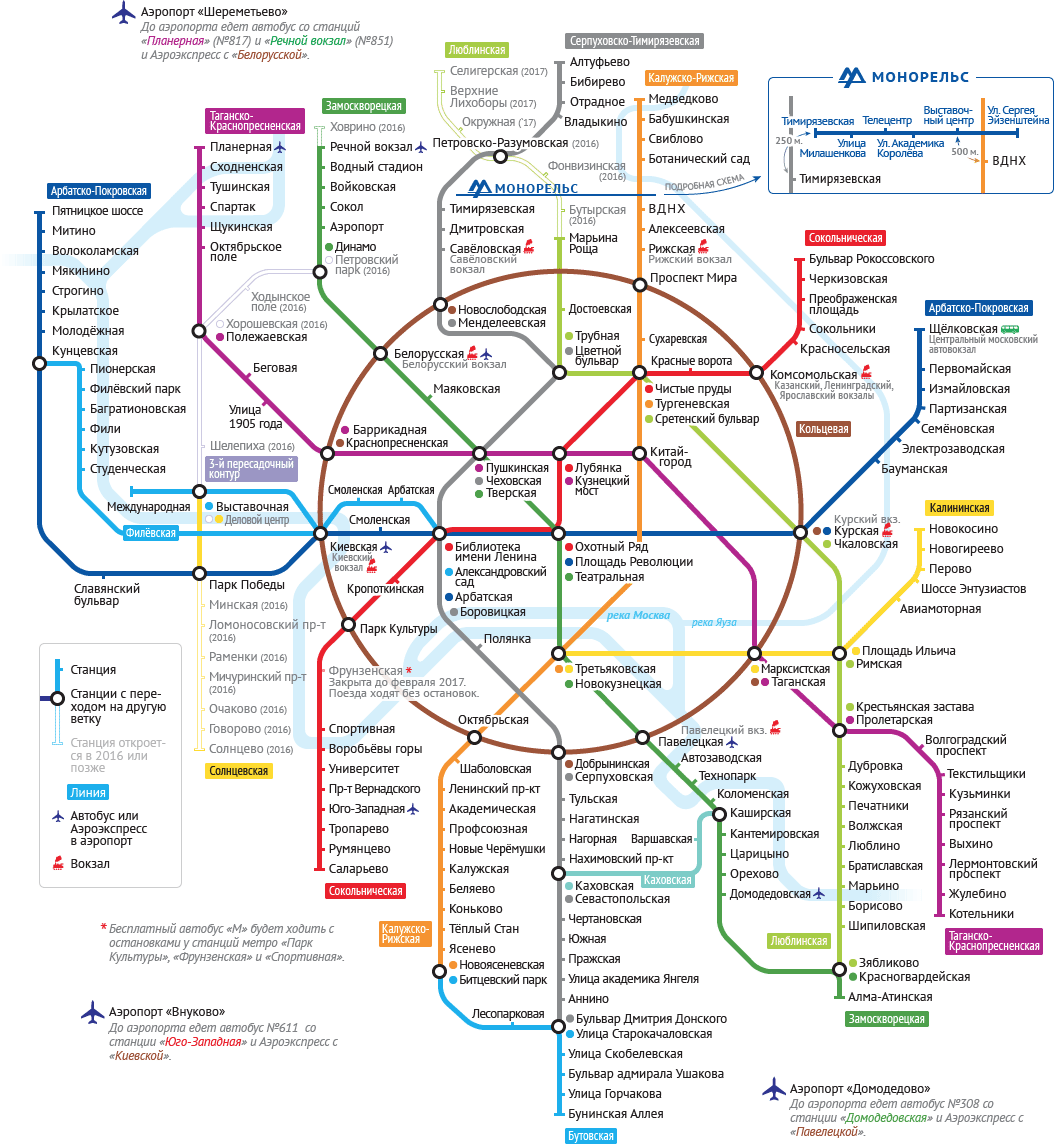 Аэропорт «Шереметьево»
До аэропорта едет автобус со станций
«Планерная» (№817) и «Речной вокзал» (№851)
и Аэроэкспресс с «Белорусской».
Люблинская
Селигерская (2017)
Верхние
Лихоборы (2017)
Окружная ('17)
Петровско-Разумовская (2016)
Фонвизинская
(2016)
Бутырская
(2016)
Марьина
Роща
Достоевская
Трубная
Цветной
бульвар
Серпуховско-Тимирязевская
Алтуфьево
Бибирево
Отрадное
Владыкино
МОНОРЕЛЬС
ПОДРОБНАЯ СХЕМА
Тимирязевская
Дмитровская
Савёловская
Савёловский
вокзал
Новослободская
Менделеевская
Калужско-Рижская
Медведково
Бабушкинская
Свиблово
Ботанический сад
ВДНХ
Алексеевская
Рижская
Рижский вокзал
Проспект Мира
Сухаревская
МОНОРЕЛЬС
Тимирязевская
250 м.
Улица
Милашенкова
Телецентр
Ул. Академика
Королёва
Выставоч-
ный центр
500 м.
Ул. Сергея
Эйзенштейна
ВДНХ
Тимирязевская
Замоскворецкая
Ховрино (2016)
Речной вокзал
Водный стадион
Войковская
Сокол
Аэропорт
Динамо
Петровский
парк (2016)
Белорусская
Белорусский вокзал
Маяковская
Таганско-
Краснопресненская
Планерная
Сходненская
Тушинская
Спартак
Щукинская
Октябрьское
поле
Ходынское
поле (2016)
Хорошевская (2016)
Полежаевская
Беговая
Улица
1905 года
Баррикадная
Краснопресненская
Арбатско-Покровская
Пятницкое шоссе
Митино
Волоколамская
Мякинино
Строгино
Крылатское
Молодёжная
Кунцевская
Пионерская
Филёвский парк
Багратионовская
Фили
Кутузовская
Студенческая
Шелепиха (2016)
3-й пересадочный
контур
Международная
Выставочная
Деловой центр
Филёвская
Славянский
бульвар
Парк Победы
Минская (2016)
Ломоносовский пр-т
(2016)
Раменки (2016)
Мичуринский пр-т
(2016)
Очаково (2016)
Говорово (2016)
Солнцево (2016)
Солнцевская
Смоленская
Арбатская
Смоленская
Киевская
Киевский
вокзал
Сокольническая
Бульвар Рокоссовского
Черкизовская
Преображенская
площадь
Сокольники
Красносельская
Комсомольская
Казанский, Ленинградский,
Ярославский вокзалы
Красные ворота
Чистые пруды
Тургеневская
Сретенский бульвар
Кольцевая
Арбатско-Покровская
Щёлковская
Центральный московский
автовокзал
Первомайская
Измайловская
Партизанская
Семёновская
Электрозаводская
Бауманская
Курский вкз.
Курская
Чкаловская
Пушкинская
Чеховская
Тверская
Лубянка
Кузнецкий
мост
Китай-
город
Библиотека
имени Ленина
Александровский
сад
Арбатская
Боровицкая
Охотный Ряд
Площадь Революции
Театральная
река Москва
река Яуза
Кропоткинская
Парк Культуры
Полянка
Фрунзенская *
Закрыта до февраля 2017.
Поезда ходят без остановок.
Спортивная
Воробьёвы горы
Университет
Пр-т Вернадского
Юго-Западная
Тропарево
Румянцево
Саларьево
Сокольническая
Третьяковская
Новокузнецкая
Калининская
Новокосино
Новогиреево
Перово
Шоссе Энтузиастов
Авиамоторная
Площадь Ильича
Римская
Марксистская
Таганская
Крестьянская застава
Пролетарская
Октябрьская
Шаболовская
Ленинский пр-кт
Академическая
Профсоюзная
Новые Черёмушки
Калужская
Беляево
Коньково
Тёплый Стан
Ясенево
Новоясеневская
Битцевский парк
Калужско-
Рижская
Добрынинская
Серпуховская
Тульская
Нагатинская
Нагорная
Нахимовский пр-кт
Варшавская
Каховская
Каховская
Севастопольская
Чертановская
Южная
Пражская
Улица академика Янгеля
Аннино
Бульвар Дмитрия Донского
Улица Старокачаловская
Лесопарковая
Улица Скобелевская
Бульвар адмирала Ушакова
Улица Горчакова
Бунинская Аллея
Бутовская
Павелецкий вкз.
Павелецкая
Автозаводская
Технопарк
Коломенская
Каширская
Кантемировская
Царицыно
Орехово
Домодедовская
Дубровка
Кожуховская
Печатники
Волжская
Люблино
Братиславская
Марьино
Борисово
Шипиловская
Люблинская
Зябликово
Красногвардейская
Алма-Атинская
Замоскворецкая
Волгоградский
проспект
Текстильщики
Кузьминки
Рязанский
проспект
Выхино
Лермонтовский
проспект
Жулебино
Котельники
Таганско-
Краснопресненская
Станция
Станции с пере-
ходом на другую
ветку
Станция откроет-
ся в 2016 или
позже
Линия
Автобус или
Аэроэкспресс
в аэропорт
Вокзал
* Бесплатный автобус «М» будет ходить с
остановками у станций метро «Парк
Культуры», «Фрунзенская» и «Спортивная».
Аэропорт «Внуково»
До аэропорта едет автобус №611 со
станции «Юго-Западная» и Аэроэкспресс с
«Киевской».
Аэропорт «Домодедово»
До аэропорта едет автобус №308 со
станции «Домодедовская» и Аэроэкспресс с
«Павелецкой».